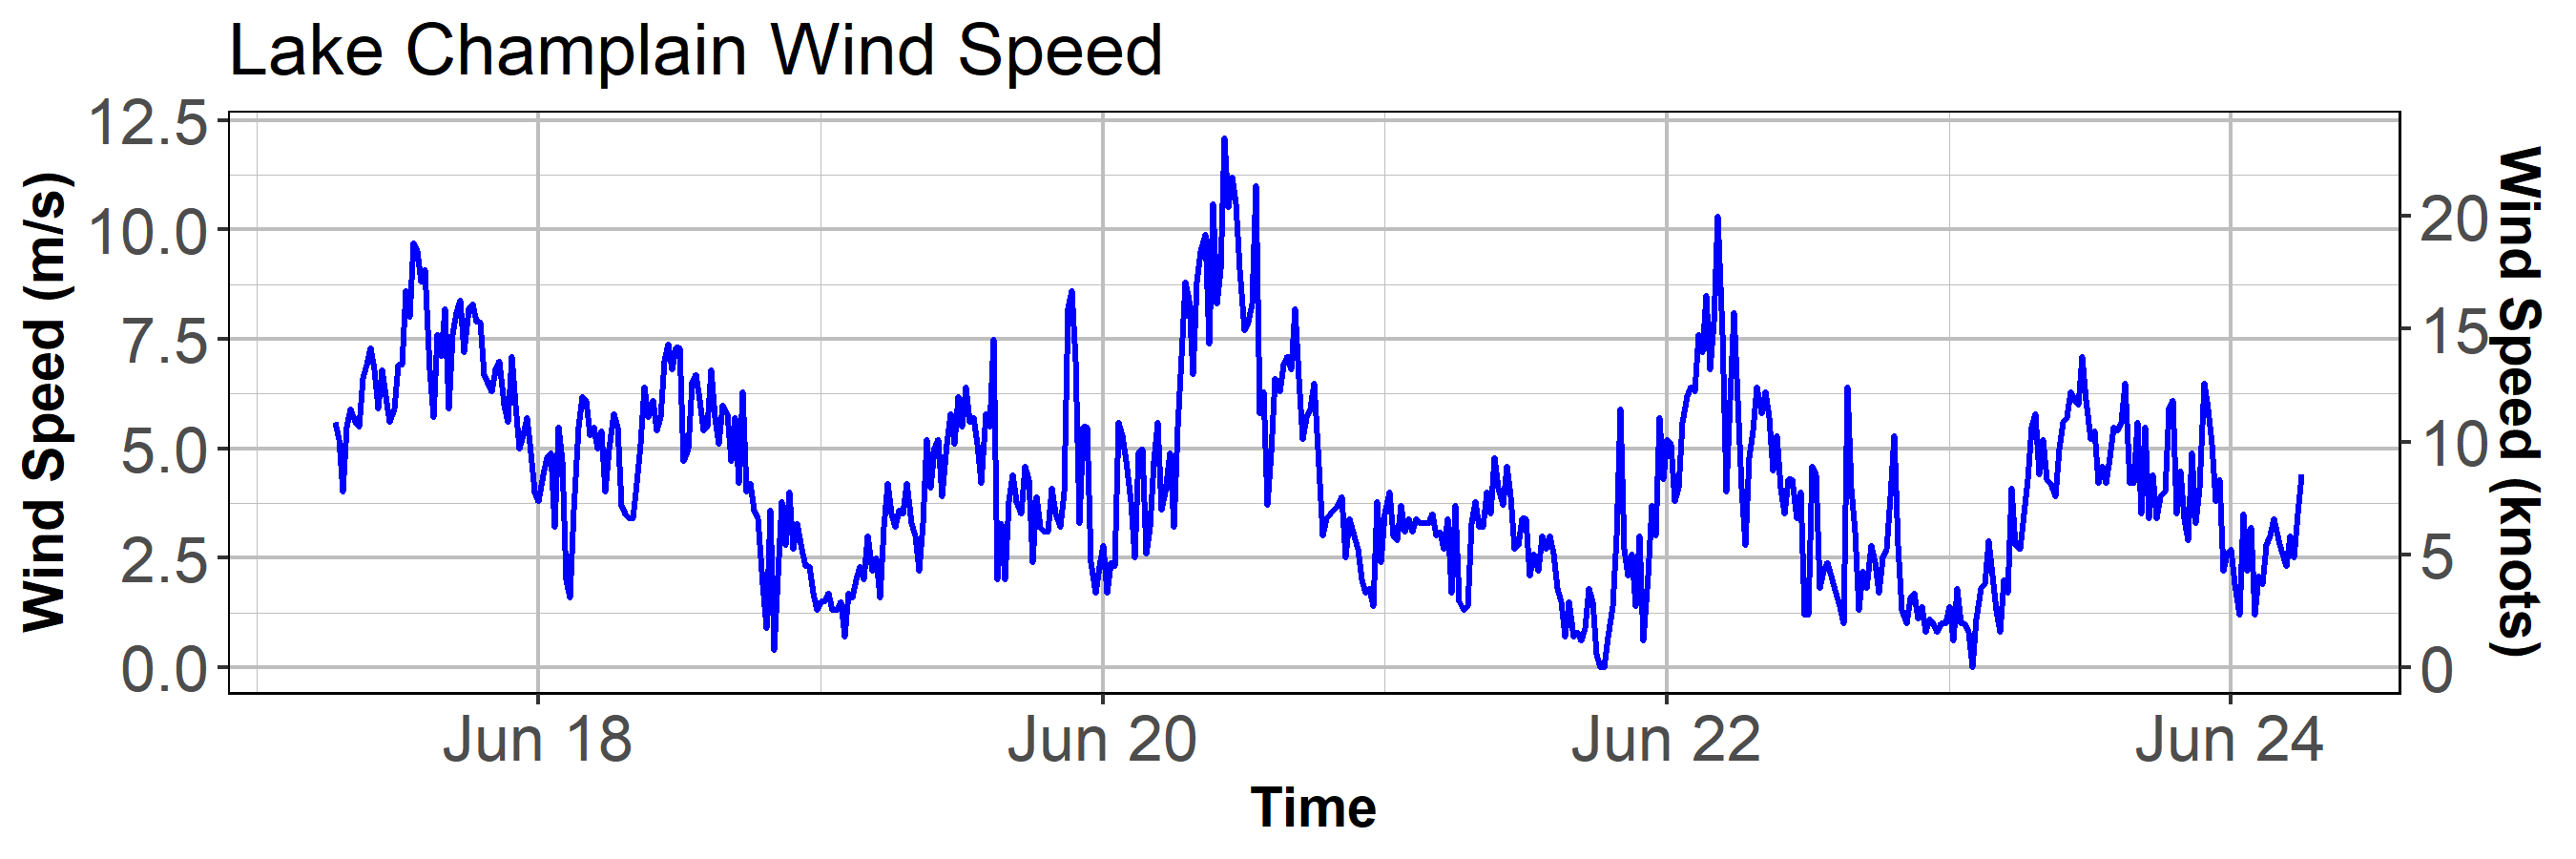 Lake Champlain Wind Speed
12.5
10.0
7.5
5.0
2.5
0.0
Wind Speed (m/s)
20
15
10
5
0
Wind Speed (knots)
Jun 18
Jun 20
Jun 22
Jun 24
Time